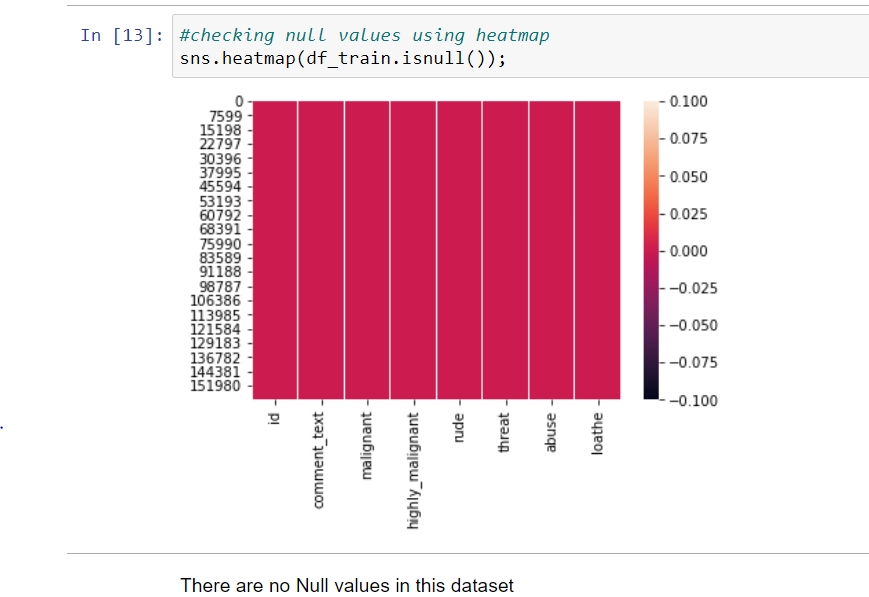 In [13]: #checking null values using heatmap
sns.heatmap(df_train.isnull());
0
7599
15198
22797
30396
37995
45594
53193
60792
68391
75990
83589
91188
98787
106386
113985
121584
129183
136782
144381
151980
0.100
0.075
0.050
0.025
0.000
−0.025
−0.050
−0.075
−0.100
id
comment_text
malignant
highly_malignant
rude
threat
abuse
loathe
There are no Null values in this dataset